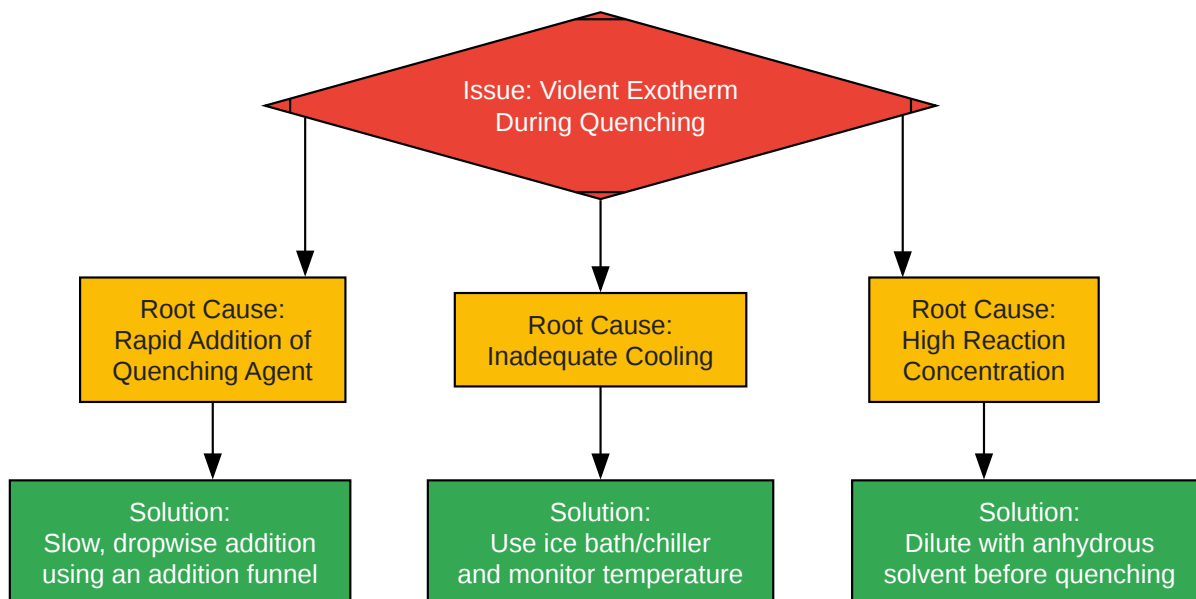 Issue: Violent Exotherm
During Quenching
Root Cause:
Rapid Addition of
Quenching Agent
Root Cause:
Inadequate Cooling
Root Cause:
High Reaction
Concentration
Solution:
Slow, dropwise addition
using an addition funnel
Solution:
Use ice bath/chiller
and monitor temperature
Solution:
Dilute with anhydrous
solvent before quenching